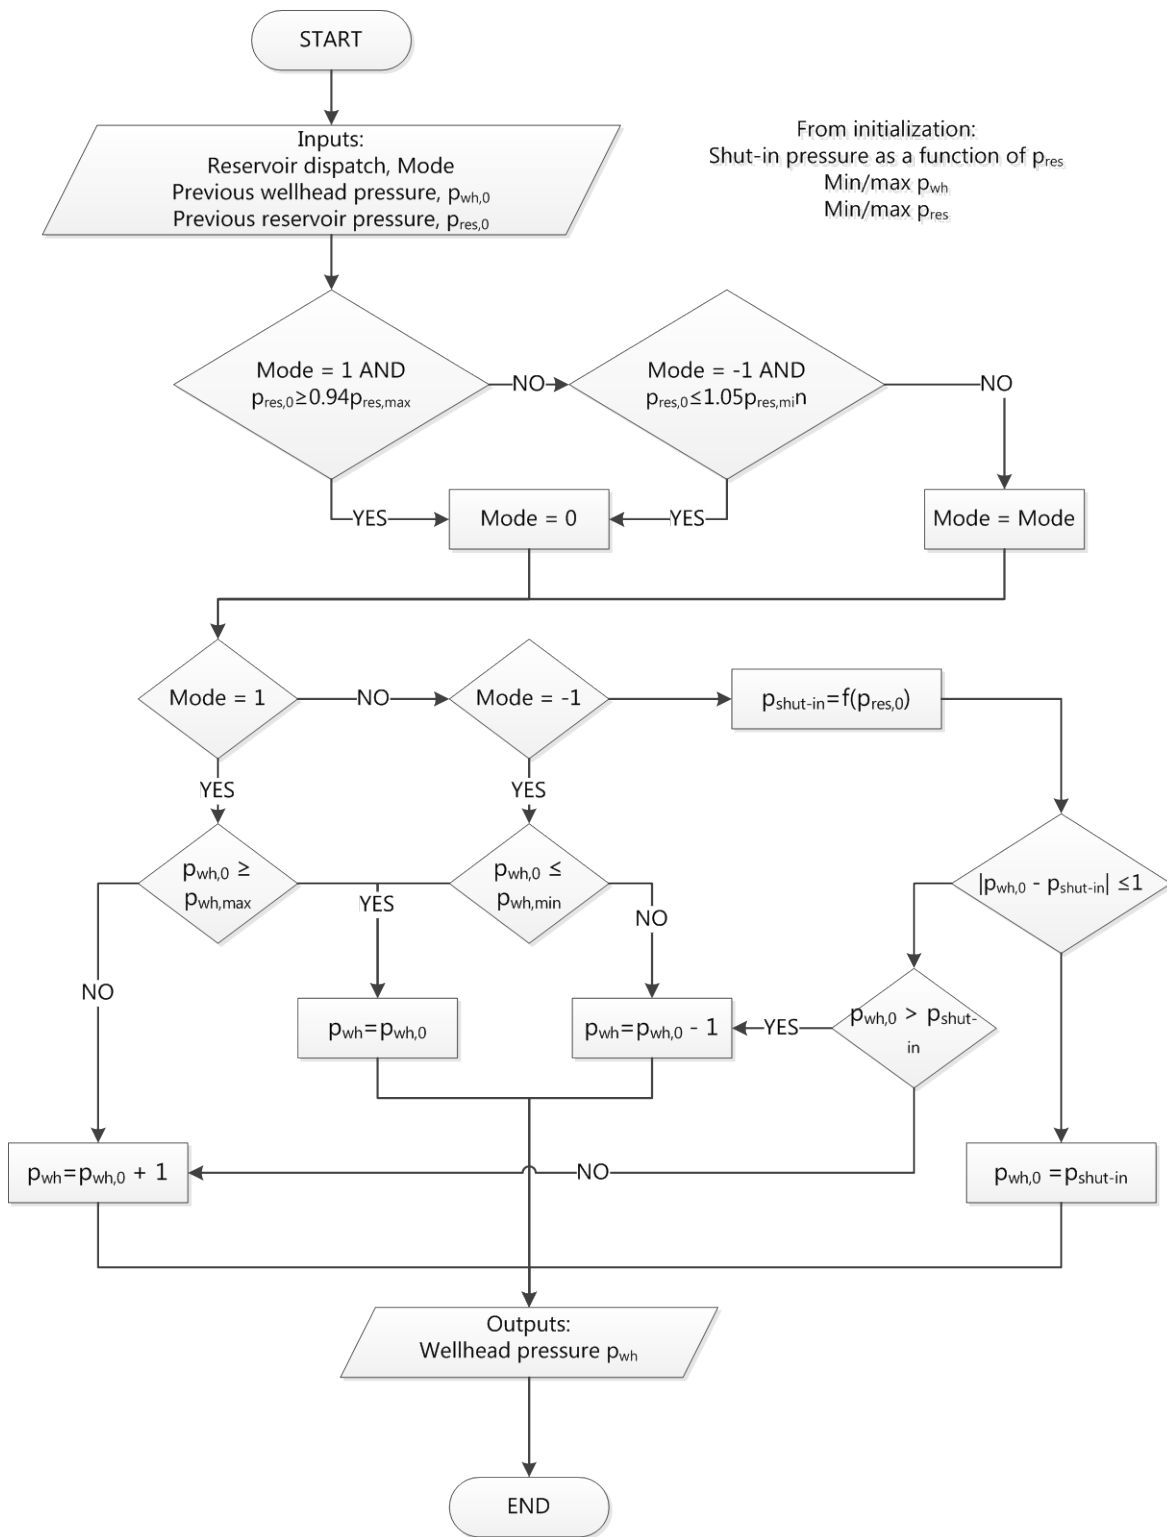 START
Inputs:
Reservoir dispatch, Mode
Previous wellhead pressure, pwh,0
Previous reservoir pressure, pres,0
From initialization:
Shut-in pressure as a function of pres
Min/max pwh
Min/max pres
Mode = 1 AND
pres,0≥0.94pres,max
NO
Mode = -1 AND
pres,0≤1.05pres,min
NO
YES
Mode = 0
YES
Mode = Mode
Mode = 1
NO
Mode = -1
pshut-in=f(pres,0)
YES
YES
pwh,0 ≥
pwh,max
YES
pwh,0 ≤
pwh,min
NO
|pwh,0 - pshut-in| ≤1
NO
pwh=pwh,0
pwh=pwh,0 - 1
YES
pwh,0 > pshut-
in
pwh=pwh,0 + 1
NO
pwh,0 =pshut-in
Outputs:
Wellhead pressure pwh
END